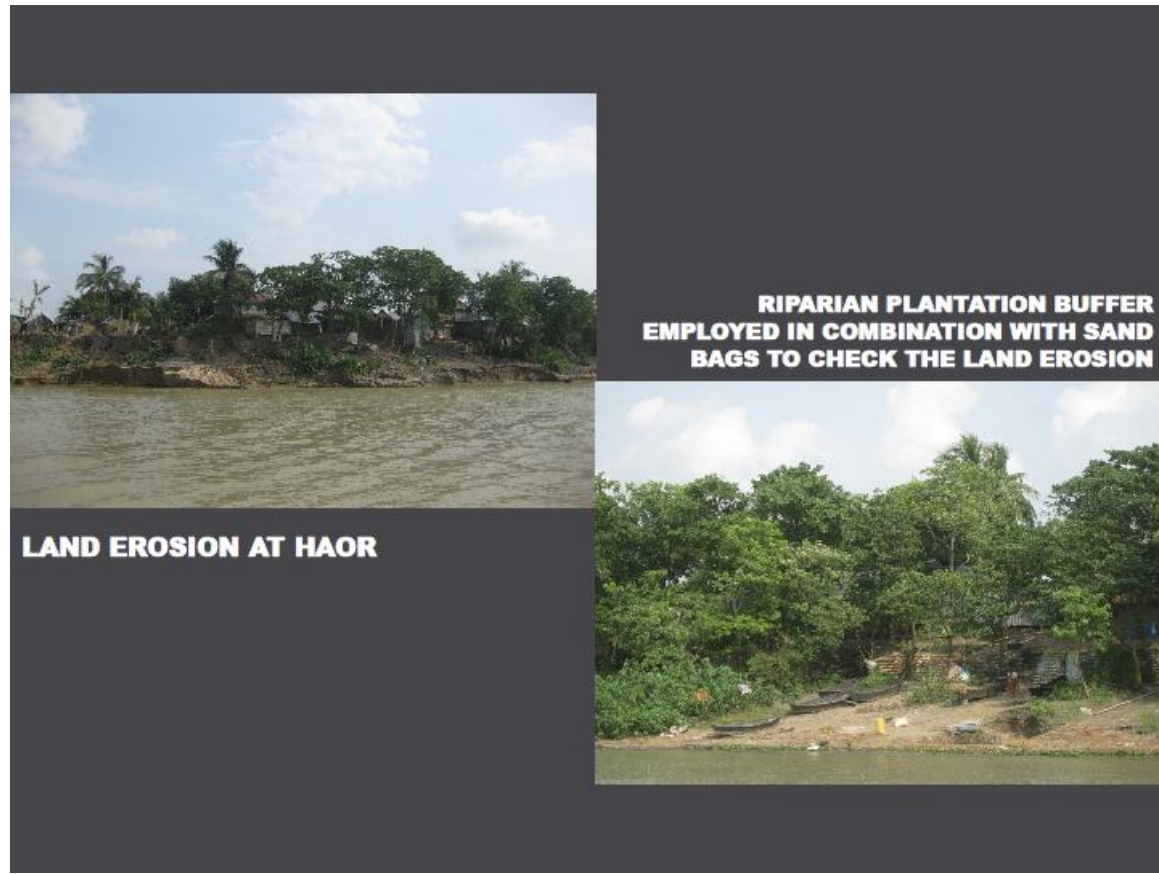 RIPARIAN PLANTATION BUFFER
EMPLOYED IN COMBINATION WITH SAND
BAGS TO CHECK THE LAND EROSION
LAND EROSION AT HAOR